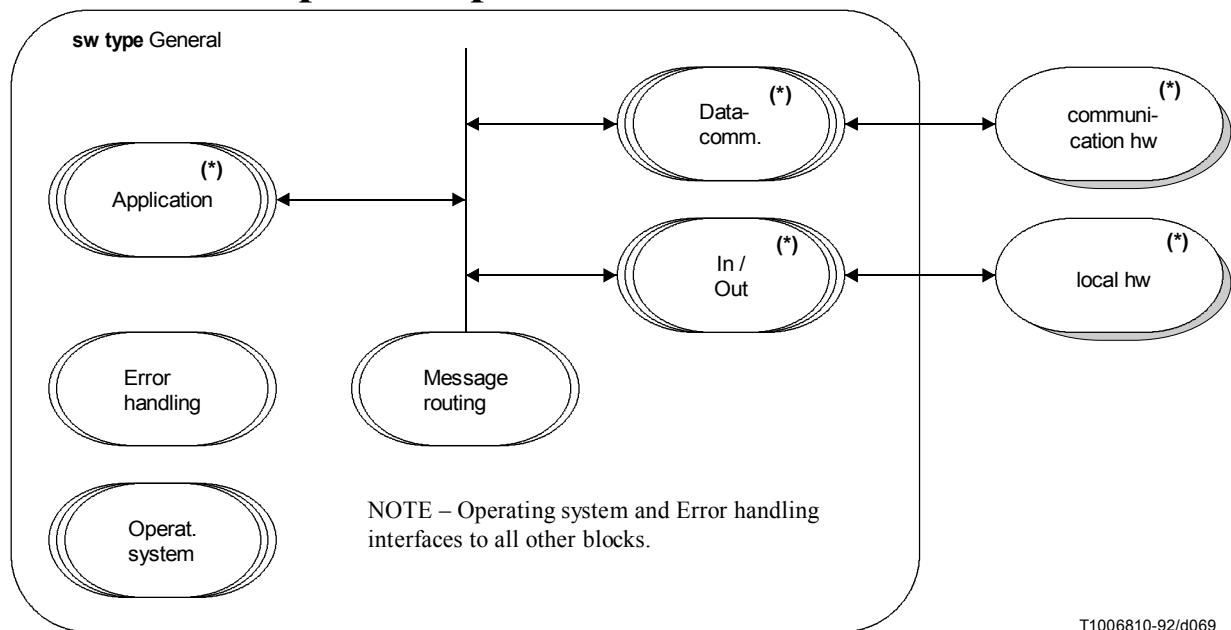 sw type General
(*)
Data-
comm.
(*)
communi-
cation hw
(*)
Application
(*)
In /
Out
(*)
local hw
Error
handling
Message
routing
Operat.
system
NOTE – Operating system and Error handling
interfaces to all other blocks.
T1006810-92/d069